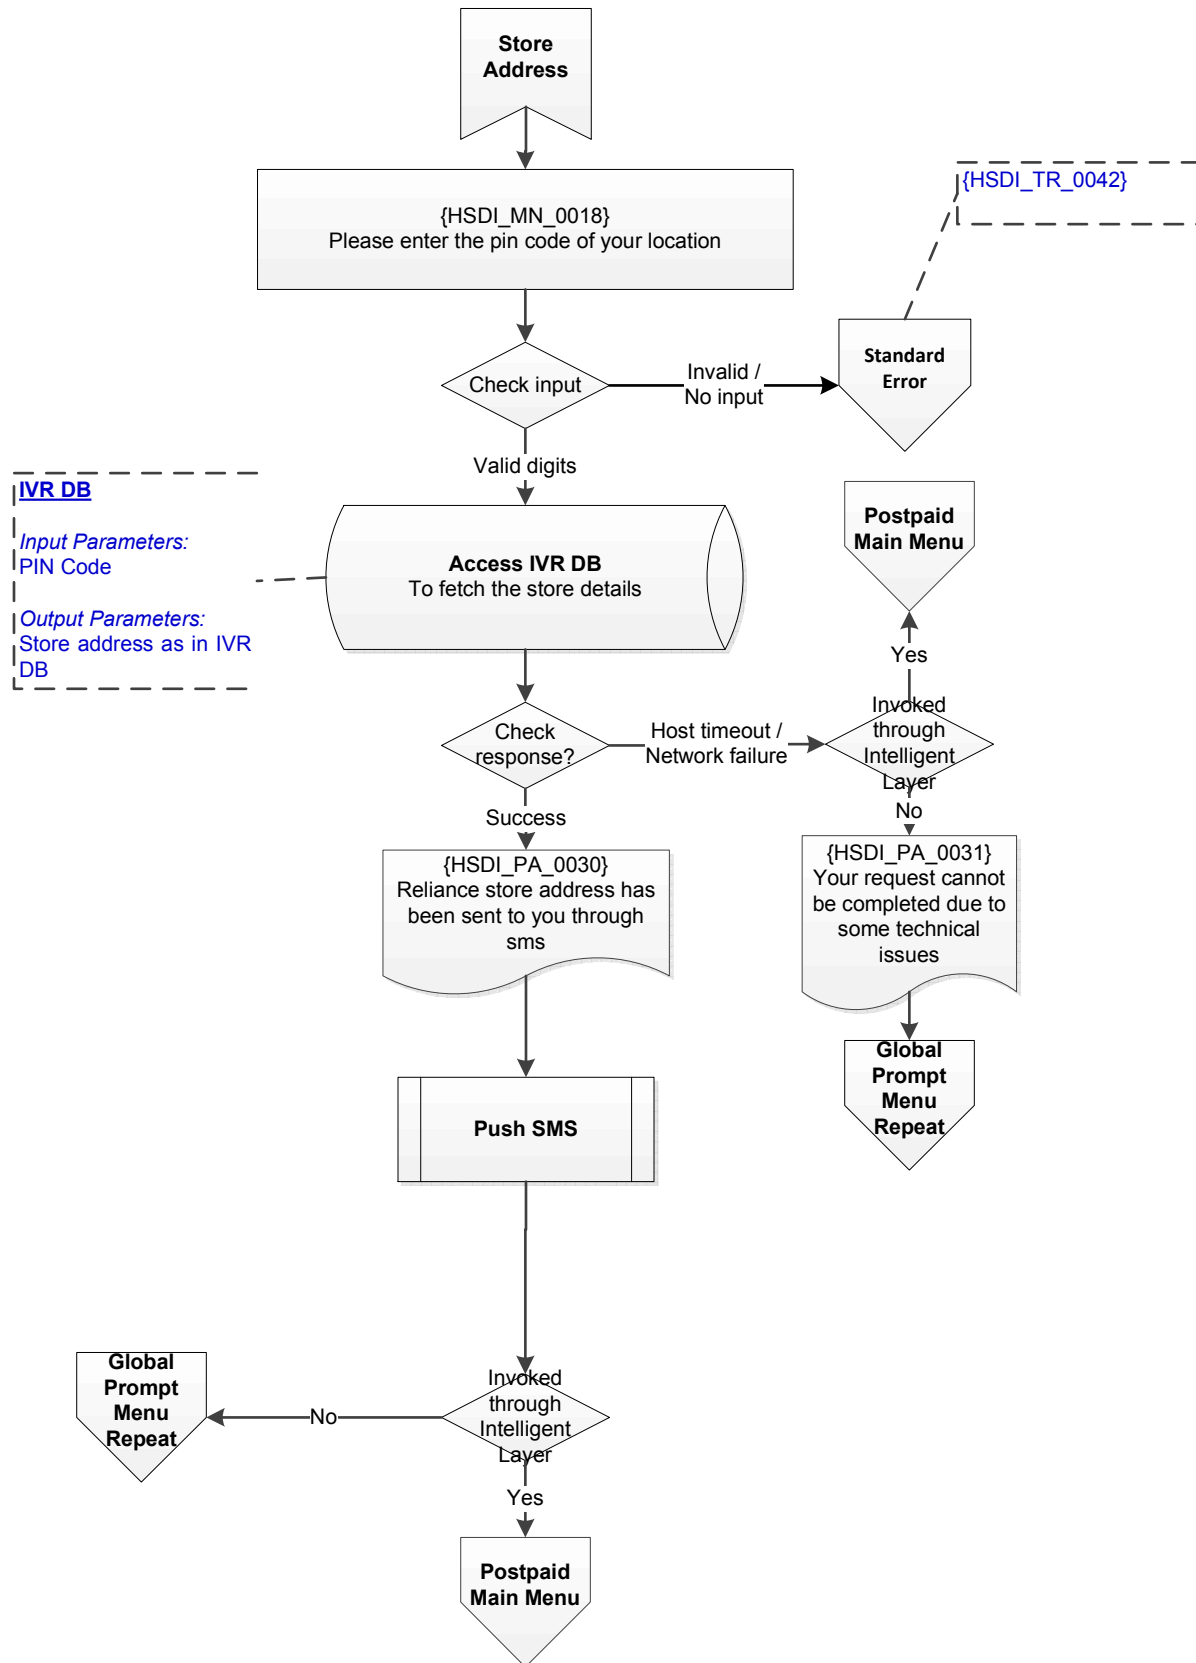 Store
Address
{HSDI_TR_0042}
{HSDI_MN_0018}
Please enter the pin code of your location
Standard
Error
Check input
Invalid /
No input
Valid digits
IVR DB
Input Parameters:
PIN Code
Output Parameters:
Store address as in IVR
DB
Access IVR DB
To fetch the store details
Postpaid
Main Menu
Yes
Check
response?
Host timeout /
Network failure
Invoked
through
Intelligent
Layer
No
Success
{HSDI_PA_0030}
Reliance store address has
been sent to you through
sms
{HSDI_PA_0031}
Your request cannot
be completed due to
some technical
issues
Global
Prompt
Menu
Repeat
Push SMS
Global
Prompt
Menu
Repeat
No
Invoked
through
Intelligent
Layer
Yes
Postpaid
Main Menu